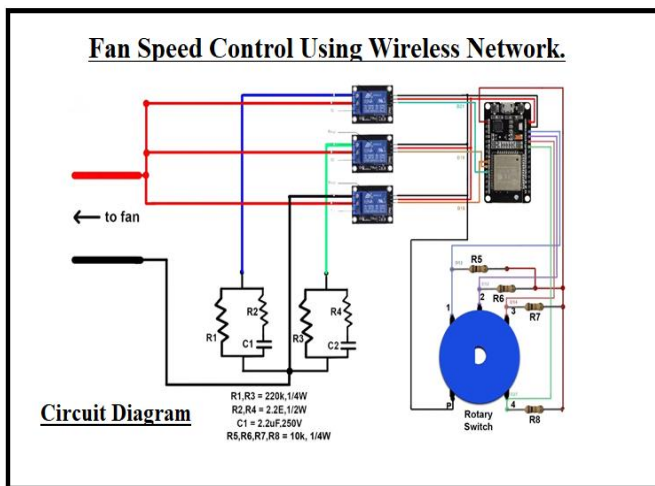 Fan Speed Control Using Wireless Network.
to fan
R5
R6
R7
1
2
3
R2
R4
R1
R3
C1
C2
P
4
R8
Rotary
Switch
R1,R3 = 220k,1/4W
R2,R4 = 2.2E,1/2W
C1 = 2.2uF,250V
R5,R6,R7,R8 = 10k, 1/4W
Circuit Diagram